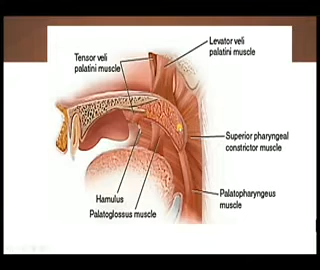 Levator veli
palatini muscle
Tensor veli
palatini muscle
Superior pharyngeal
constrictor muscle
Palatopharyngeus
muscle
Hamulus
Palatoglossus muscle